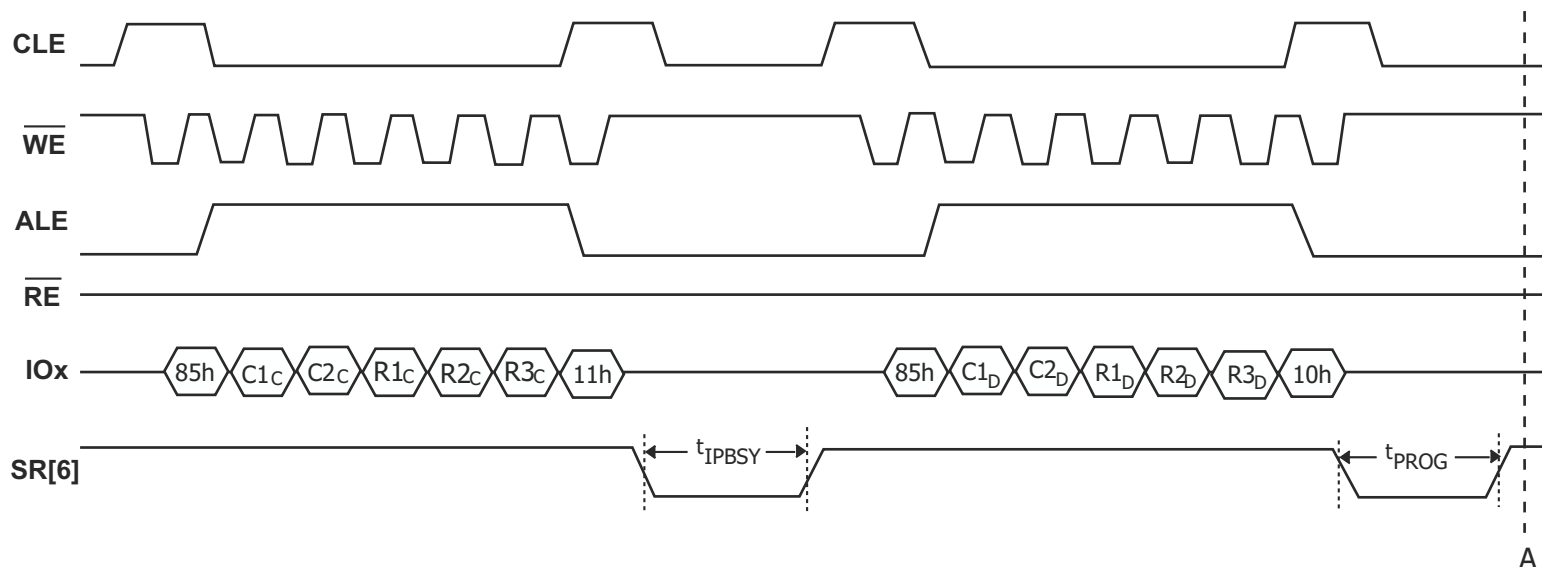 CLE
WE
ALE
RE
IOx 85h C1C C2C R1C R2C R3C 11h 85h C1D C2D R1D R2D R3D 10h
SR[6] tIPBSY tPROG
A